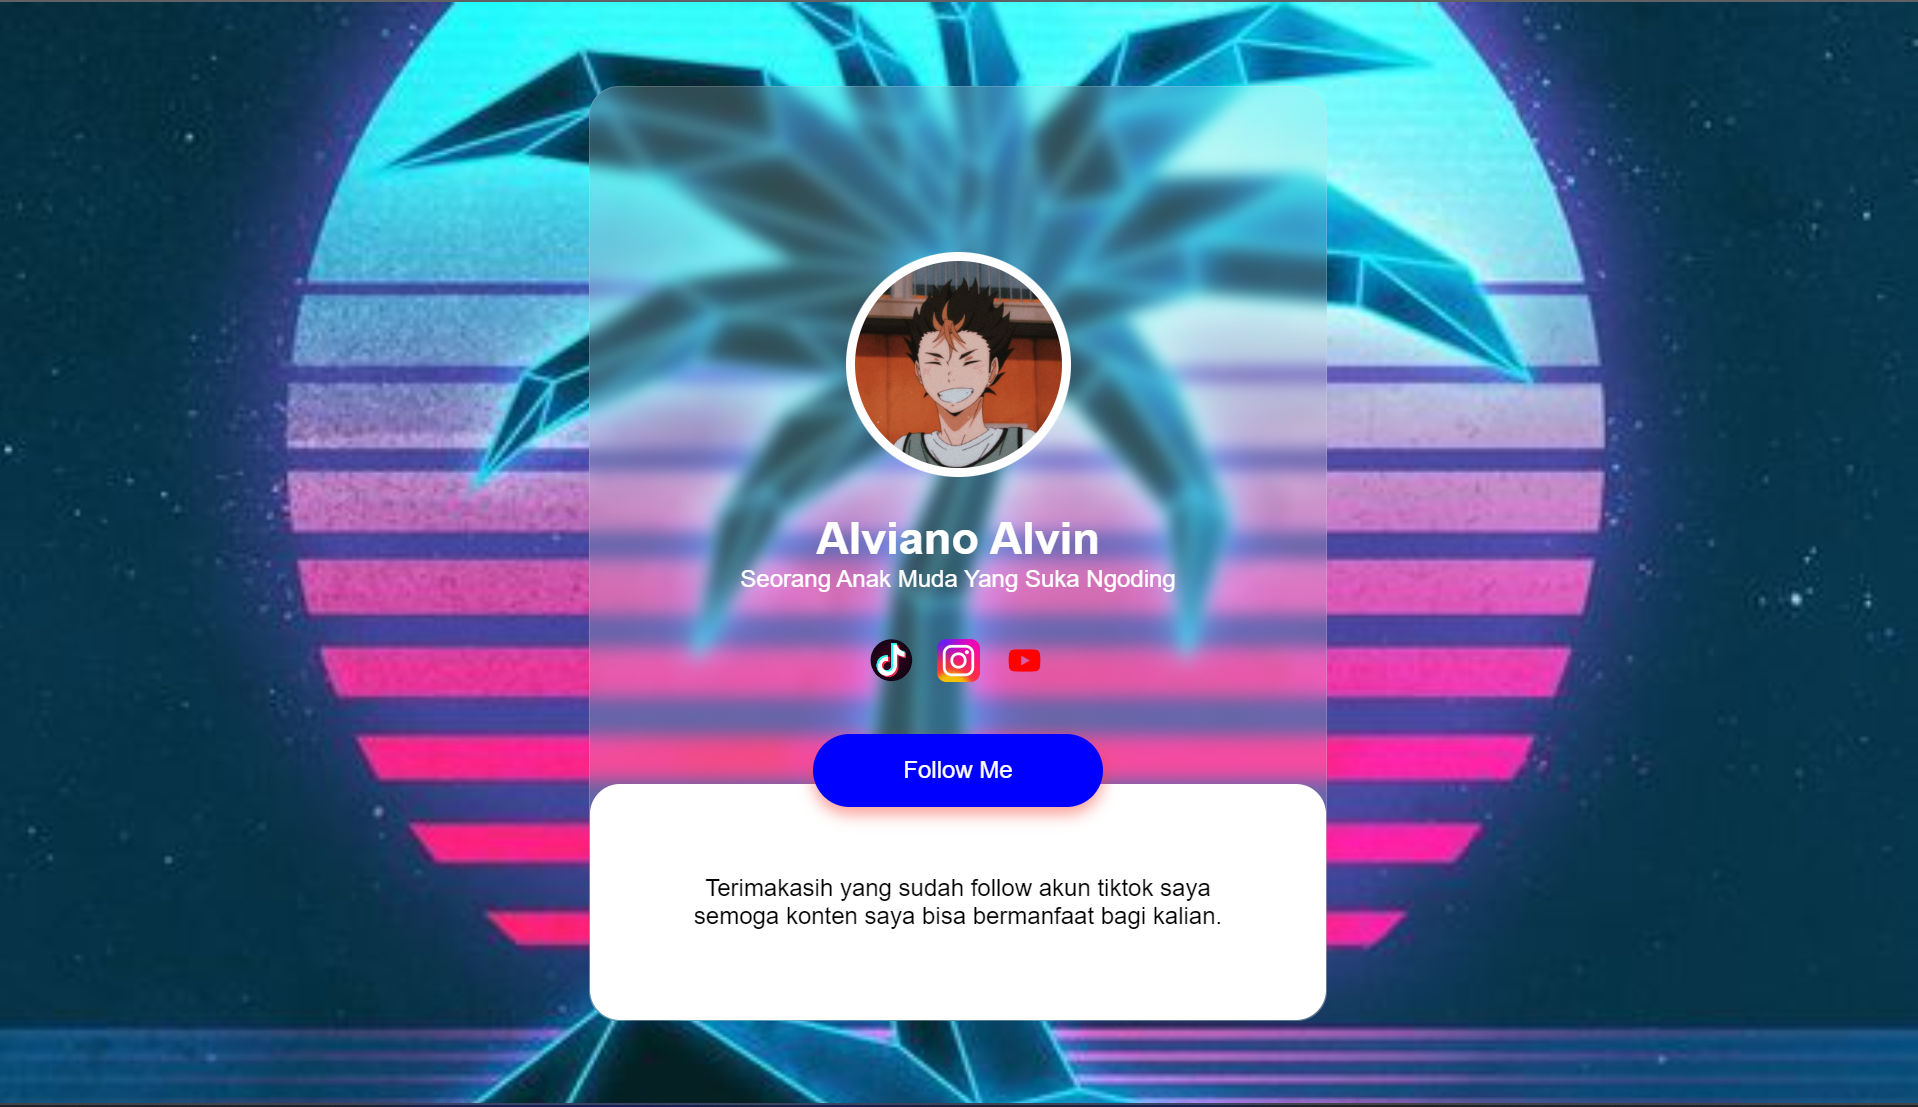 Alviano Alvin
Seorang Anak Muda Yang Suka Ngoding
Follow Me
Terimakasih yang sudah follow akun tiktok saya
semoga konten saya bisa bermanfaat bagi kalian.